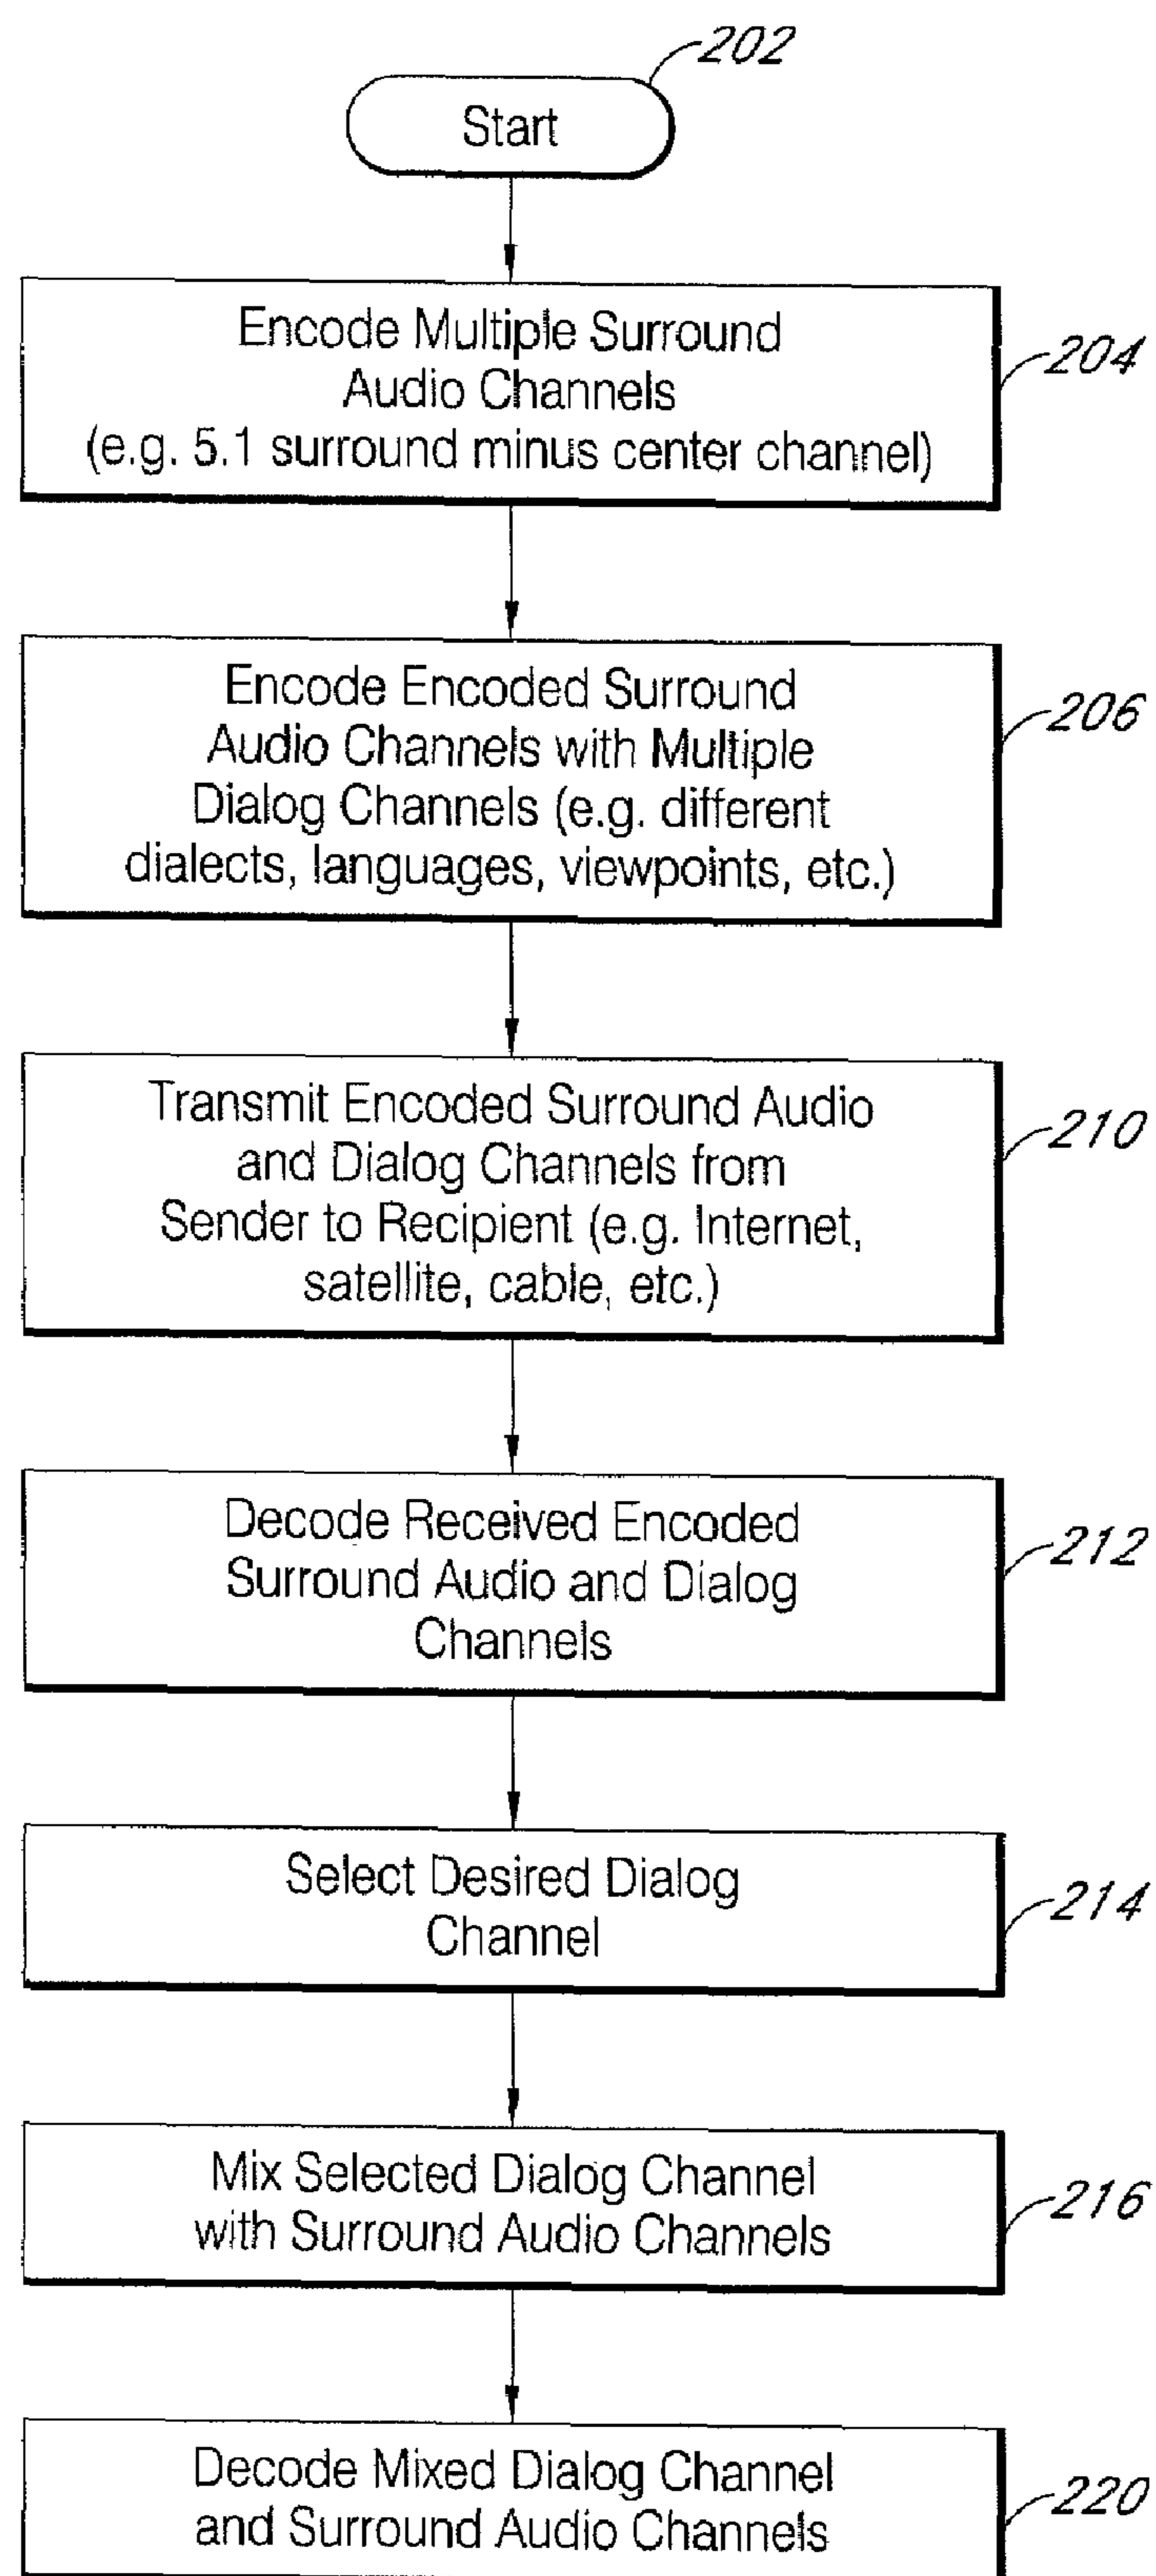 202
Start
Encode Multiple Surround
Audio Channels
(e.g. 5.1 surround minus center channel)
204
Encode Encoded Surround
Audio Channels with Multiple
Dialog Channels (e.g. different
dialects, languages, viewpoints, etc.)
206
Transmit Encoded Surround Audio
and Dialog Channels from
Sender to Recipient (e.g. Internet,
satellite, cable, etc.)
210
Decode Received Encoded
Surround Audio and Dialog
Channels
212
Select Desired Dialog
Channel
214
Mix Selected Dialog Channel
with Surround Audio Channels
216
Decode Mixed Dialog Channel
and Surround Audio Channels
220